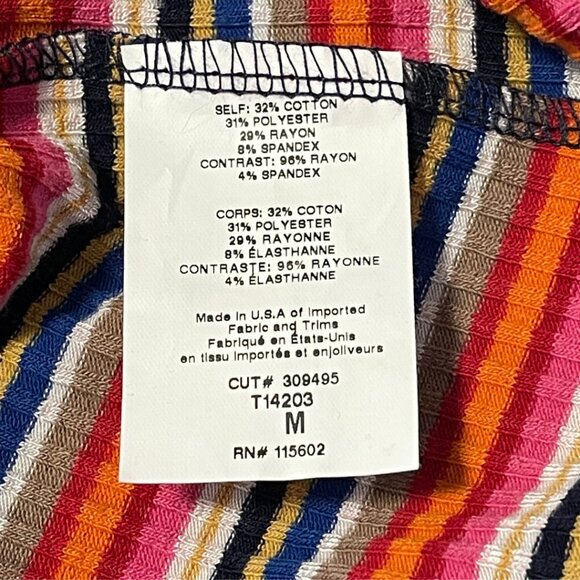 SELF: 32% COTTON
31% POLYESTER
29% RAYON
8% SPANDEX
CONTRAST: 96% RAYON
4% SPANDEX
CORPS: 32% COTON
31% POLYESTER
29% RAYONNE
8% ÉLASTHANNE
CONTRASTE: 96% RAYONNE
4% ÉLASTHANNE
Made in U.S.A of Imported
Fabric and Trims
Fabriqué en États-Unis
en tissu importés et enjoliveurs
CUT# 309495
T14203
M
RN# 115602